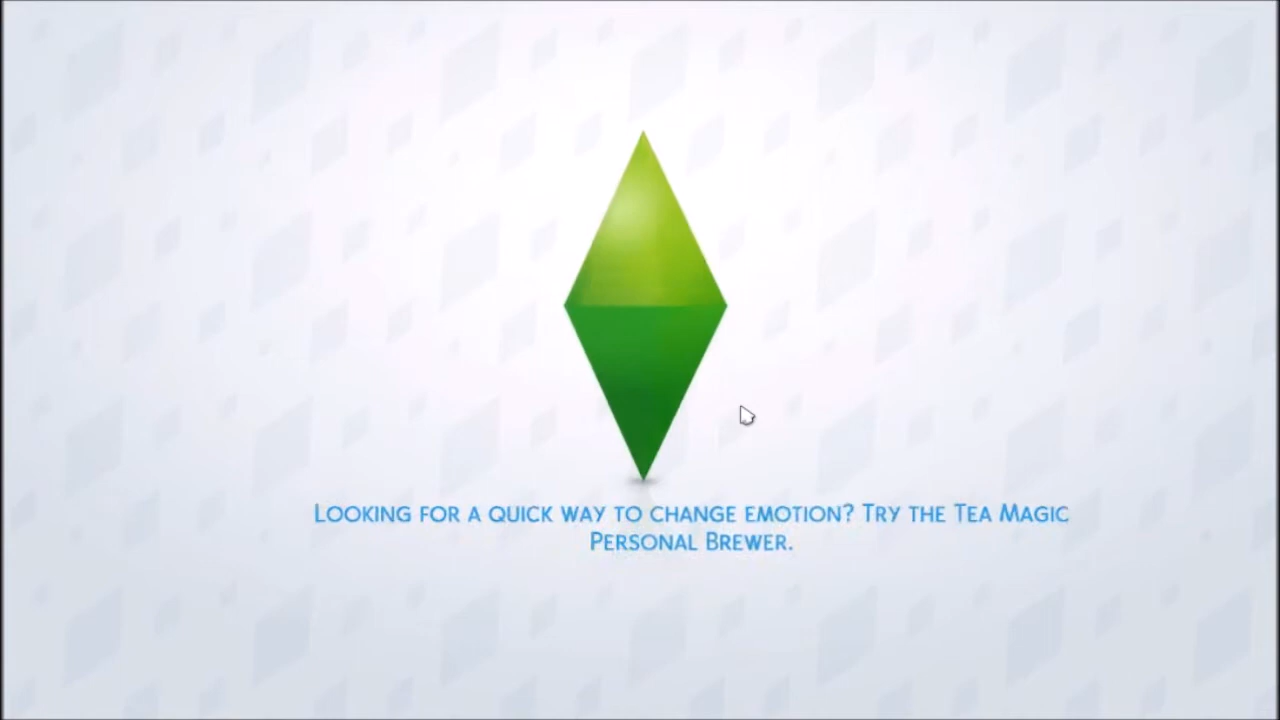 Looking for a quick way to change emotion? Try the Tea Magic
Personal Brewer.